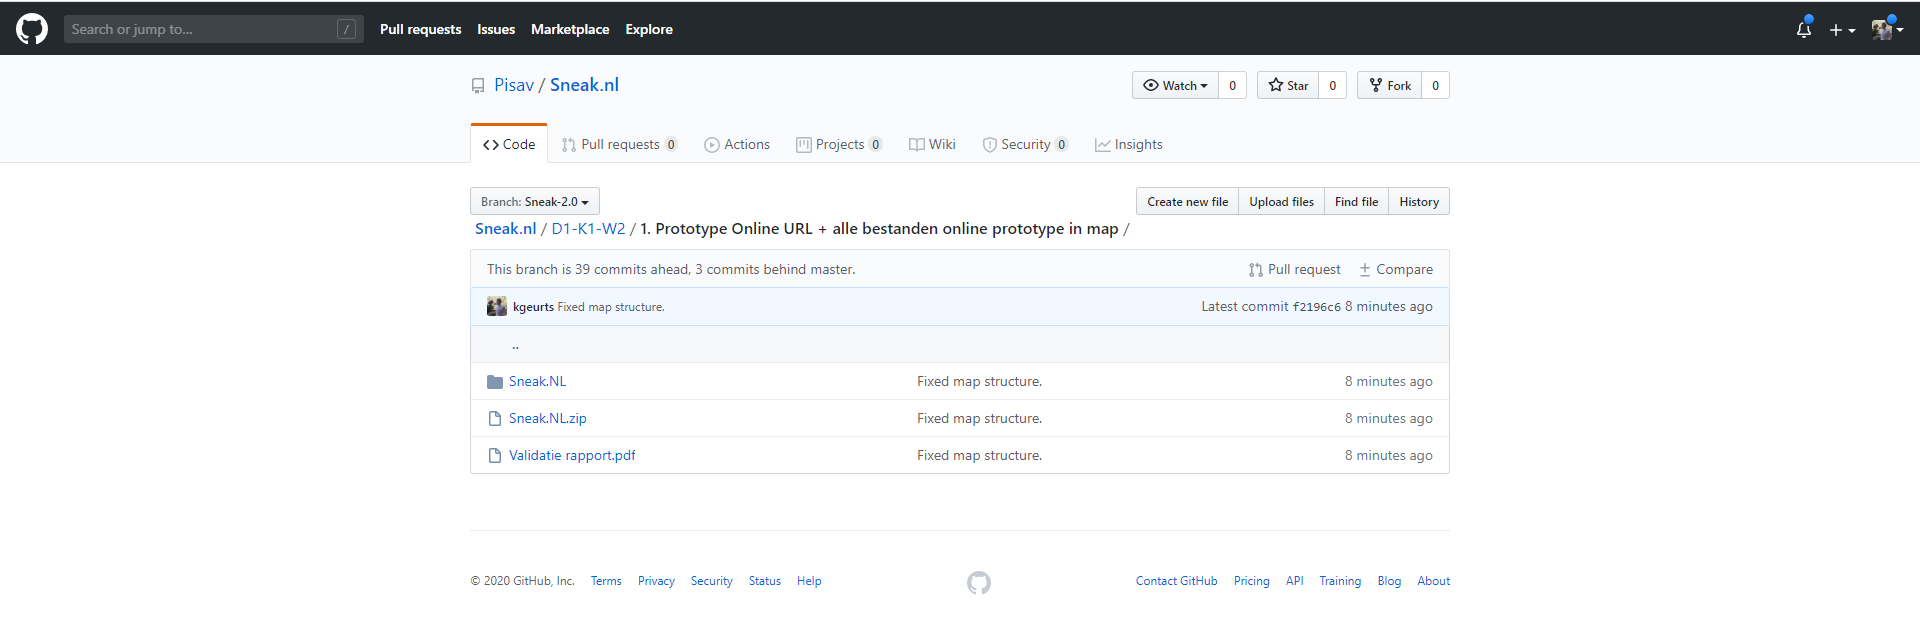 Search or jump to... / Pull requests Issues Marketplace Explore
Pisav / Sneak.nl Watch 0 Star 0 Fork 0
Code Pull requests 0 Actions Projects 0 Wiki Security 0 Insights
Branch: Sneak-2.0 Create new file Upload files Find file History
Sneak.nl / D1-K1-W2 / 1. Prototype Online URL + alle bestanden online prototype in map /
This branch is 39 commits ahead, 3 commits behind master. Pull request Compare
kgeurts Fixed map structure. Latest commit f2196c6 8 minutes ago
..
Sneak.NL Fixed map structure. 8 minutes ago
Sneak.NL.zip Fixed map structure. 8 minutes ago
Validatie rapport.pdf Fixed map structure. 8 minutes ago
© 2020 GitHub, Inc. Terms Privacy Security Status Help Contact GitHub Pricing API Training Blog About